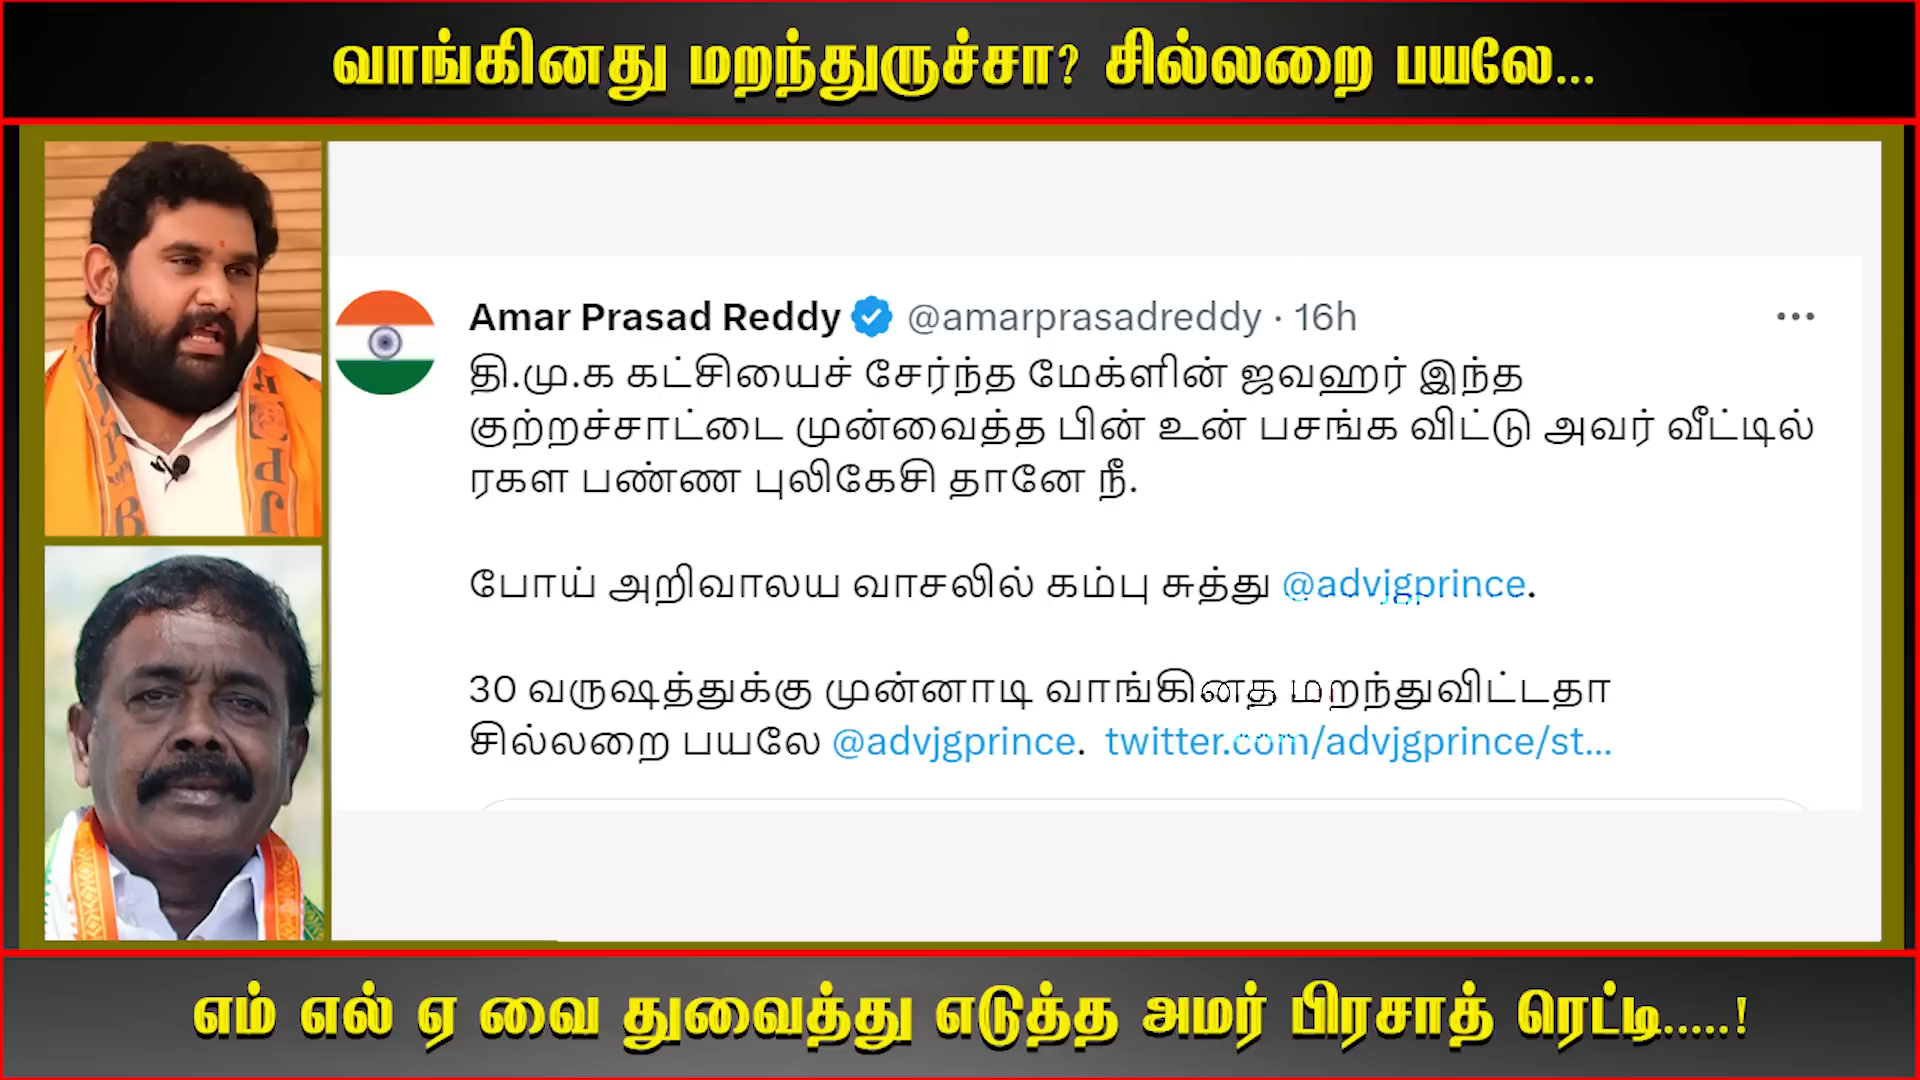 வாங்கினது மறந்துருச்சா? சில்லறை பயலே...
Amar Prasad Reddy @amarprasadreddy · 16h
தி.மு.க கட்சியைச் சேர்ந்த மேக்ளின் ஜவஹர் இந்த
குற்றச்சாட்டை முன்வைத்த பின் உன் பசங்க விட்டு அவர் வீட்டில்
ரகள பண்ண புலிகேசி தானே நீ.
போய் அறிவாலய வாசலில் கம்பு சுத்து @advjgprince.
30 வருஷத்துக்கு முன்னாடி வாங்கினத மறந்துவிட்டதா
சில்லறை பயலே @advjgprince. twitter.com/advjgprince/st...
எம் எல் ஏ வை துவைத்து எடுத்த அமர் பிரசாத் ரெட்டி.....!